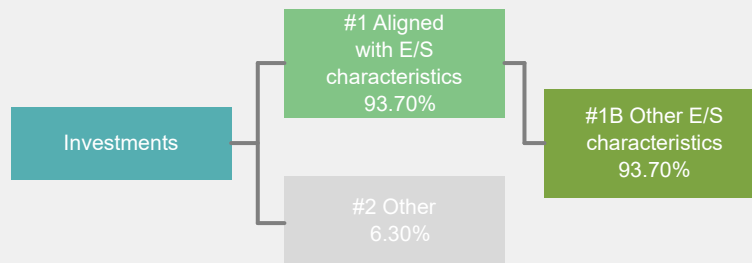 Investments
#1 Aligned
with E/S
characteristics
93.70%
#2 Other
6.30%
#1B Other E/S
characteristics
93.70%